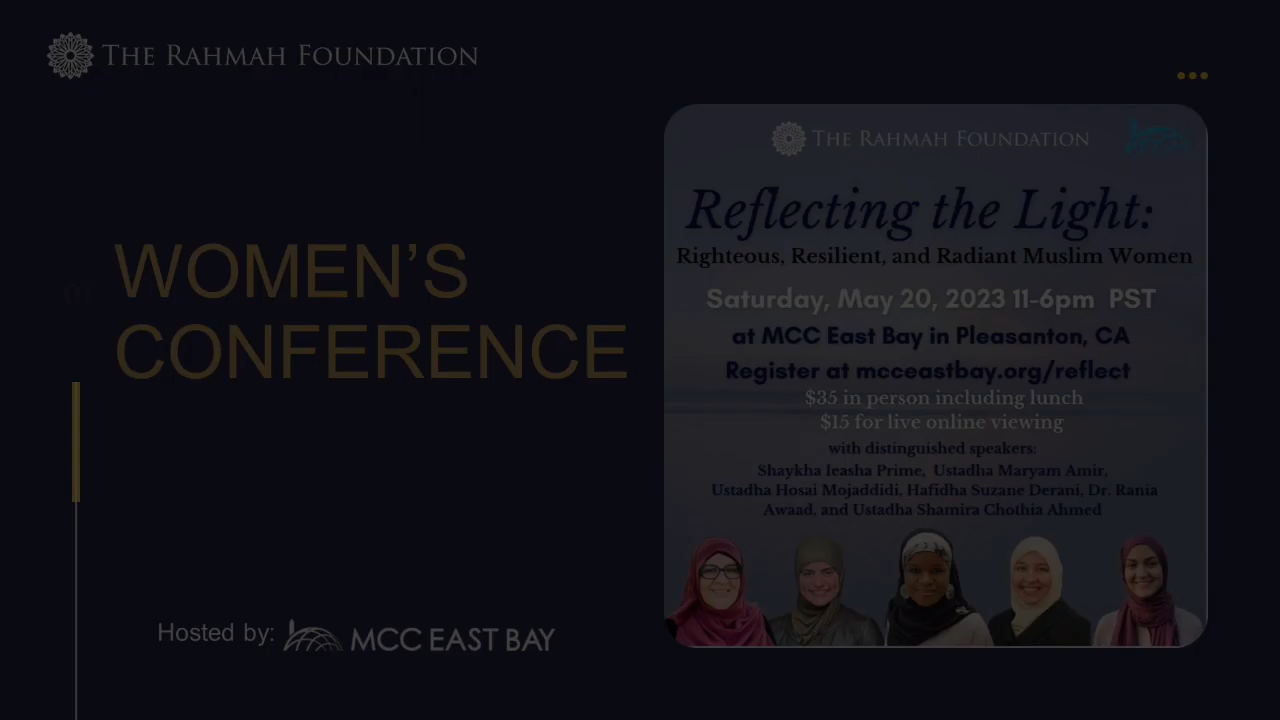 THE RAHMAH FOUNDATION
WOMEN'S
CONFERENCE
Hosted by: MCC EAST BAY
THE RAHMAH FOUNDATION
Reflecting the Light:
Righteous, Resilient, and Radiant Muslim Women
Saturday, May 20, 2023 11-6pm PST
at MCC East Bay in Pleasanton, CA
Register at mcceastbay.org/reflect
$35 in person including lunch
$15 for live online viewing
with distinguished speakers:
Shaykha Ieasha Prime, Ustadha Maryam Amir,
Ustadha Hosai Mojaddidi, Hafidha Suzane Derani, Dr. Rania
Awaad, and Ustadha Shamira Chothia Ahmed